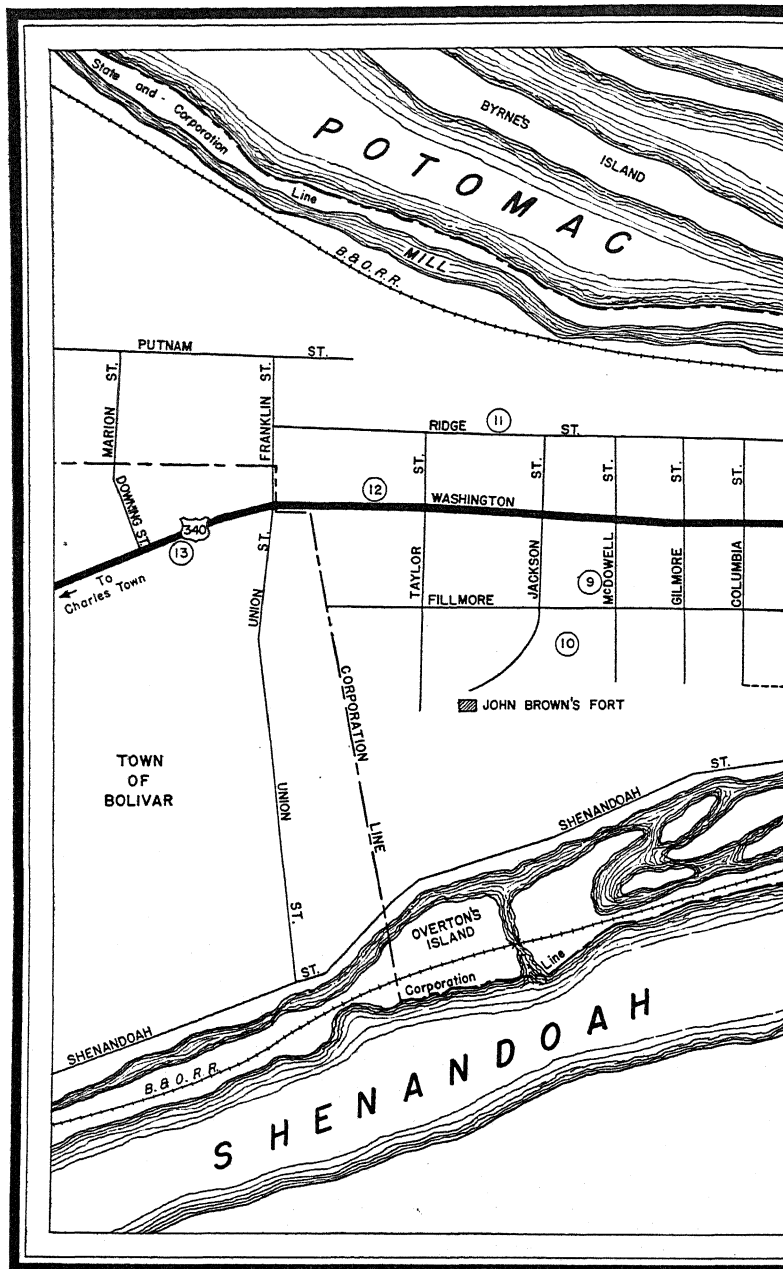 State and - Corporation
Line
BYRNE'S
ISLAND
POTOMAC
B. & O. R. R.
MILL
PUTNAM ST.
MARION ST.
FRANKLIN ST.
RIDGE 11 ST.
DOWNING ST.
12
WASHINGTON
340
13
To
Charles Town
UNION ST.
TAYLOR ST.
JACKSON ST.
9
McDOWELL ST.
GILMORE ST.
COLUMBIA ST.
FILLMORE
10
CORPORATION LINE
JOHN BROWN'S FORT
TOWN
OF
BOLIVAR
UNION ST.
SHENANDOAH ST.
OVERTON'S
ISLAND
Corporation Line
SHENANDOAH ST.
B. & O. R. R.
SHENANDOAH